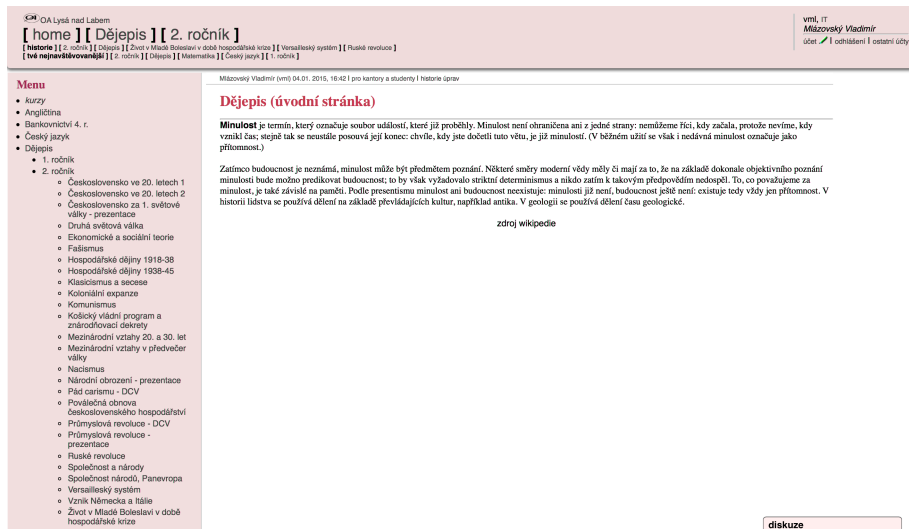 OA Lysá nad Labem
[ home ] [ Dějepis ] [ 2. ročník ]
[ historie ] [ 2. ročník ] [ Dějepis ] [ Život v Mladé Boleslavi v době hospodářské krize ] [ Versailleský systém ] [ Ruské revoluce ]
[ tvé nejnavštěvovanější ] [ 2. ročník ] [ Dějepis ] [ Matematika ] [ Český jazyk ] [ 1. ročník ]
vml, IT
Mlázovský Vladimír
účet | odhlášení | ostatní účty
Menu
kurzy
Angličtina
Bankovnictví 4. r.
Český jazyk
Dějepis
1. ročník
2. ročník
Československo ve 20. letech 1
Československo ve 20. letech 2
Československo za 1. světové
války - prezentace
Druhá světová válka
Ekonomické a sociální teorie
Fašismus
Hospodářské dějiny 1918-38
Hospodářské dějiny 1938-45
Klasicismus a secese
Koloniální expanze
Komunismus
Košický vládní program a
znárodňovací dekrety
Mezinárodní vztahy 20. a 30. let
Mezinárodní vztahy v předvečer
války
Nacismus
Národní obrození - prezentace
Pád carismu - DCV
Poválečná obnova
československého hospodářství
Průmyslová revoluce - DCV
Průmyslová revoluce -
prezentace
Ruské revoluce
Společnost a národy
Společnost národů, Panevropa
Versailleský systém
Vznik Německa a Itálie
Život v Mladé Boleslavi v době
hospodářské krize
Mlázovský Vladimír (vml) 04.01. 2015, 16:42 | pro kantory a studenty | historie úprav
Dějepis (úvodní stránka)
Minulost je termín, který označuje soubor událostí, které již proběhly. Minulost není ohraničena ani z jedné strany: nemůžeme říci, kdy začala, protože nevíme, kdy
vznikl čas; stejně tak se neustále posouvá její konec: chvíle, kdy jste dočetli tuto větu, je již minulostí. (V běžném užití se však i nedávná minulost označuje jako
přítomnost.)
Zatímco budoucnost je neznámá, minulost může být předmětem poznání. Některé směry moderní vědy měly či mají za to, že na základě dokonale objektivního poznání
minulosti bude možno predikovat budoucnost; to by však vyžadovalo striktní determinismus a nikdo zatím k takovým předpovědím nedospěl. To, co považujeme za
minulost, je také závislé na paměti. Podle presentismu minulost ani budoucnost neexistuje: minulosti již není, budoucnost ještě není: existuje tedy vždy jen přítomnost. V
historii lidstva se používá dělení na základě převládajících kultur, například antika. V geologii se používá dělení času geologické.
zdroj wikipedie
diskuze